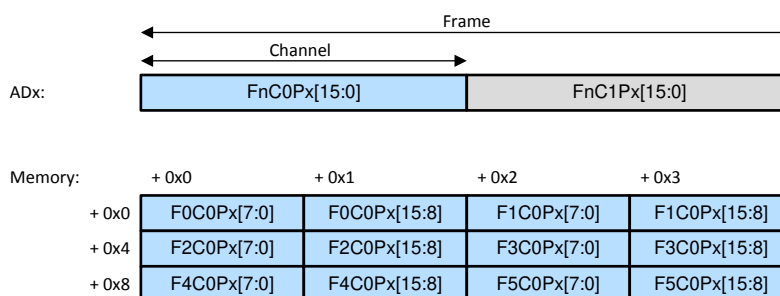 Frame
Channel
ADx: FnC0Px[15:0] FnC1Px[15:0]
Memory: + 0x0 + 0x1 + 0x2 + 0x3
+ 0x0 F0C0Px[7:0] F0C0Px[15:8] F1C0Px[7:0] F1C0Px[15:8]
+ 0x4 F2C0Px[7:0] F2C0Px[15:8] F3C0Px[7:0] F3C0Px[15:8]
+ 0x8 F4C0Px[7:0] F4C0Px[15:8] F5C0Px[7:0] F5C0Px[15:8]